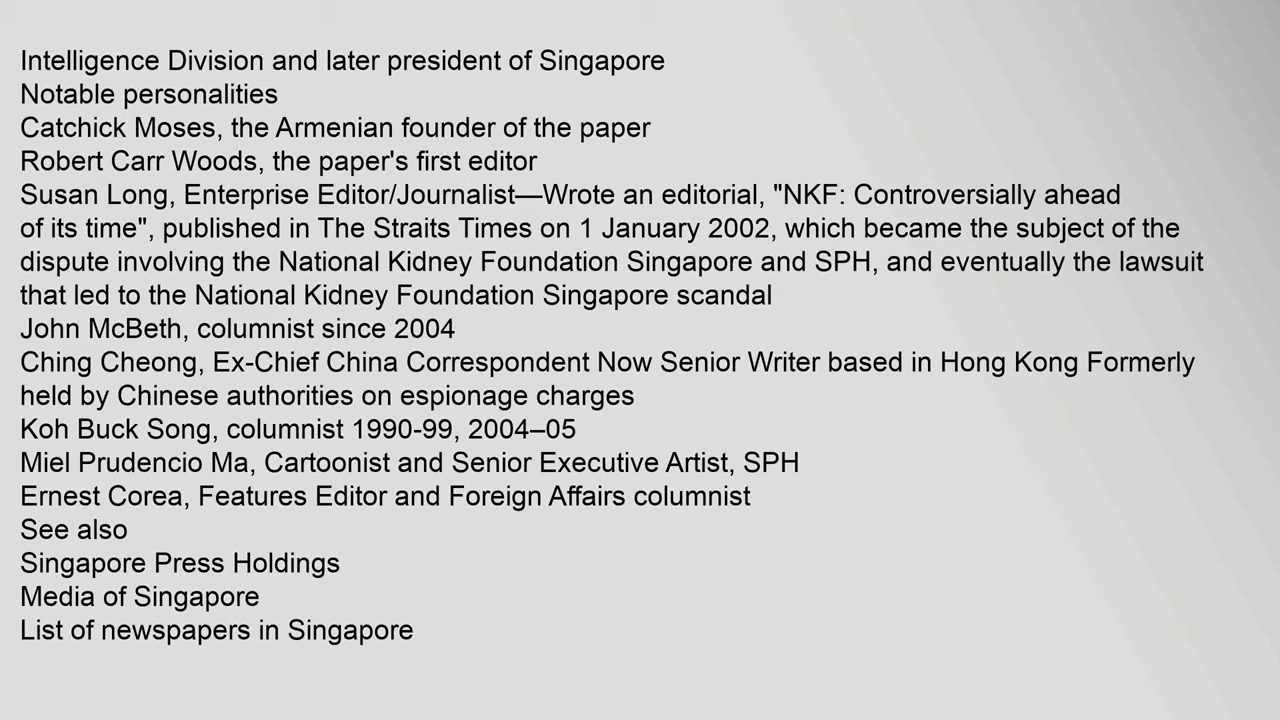 Intelligence Division and later president of Singapore
Notable personalities
Catchick Moses, the Armenian founder of the paper
Robert Carr Woods, the paper's first editor
Susan Long, Enterprise Editor/Journalist—Wrote an editorial, "NKF: Controversially ahead
of its time", published in The Straits Times on 1 January 2002, which became the subject of the
dispute involving the National Kidney Foundation Singapore and SPH, and eventually the lawsuit
that led to the National Kidney Foundation Singapore scandal
John McBeth, columnist since 2004
Ching Cheong, Ex-Chief China Correspondent Now Senior Writer based in Hong Kong Formerly
held by Chinese authorities on espionage charges
Koh Buck Song, columnist 1990-99, 2004–05
Miel Prudencio Ma, Cartoonist and Senior Executive Artist, SPH
Ernest Corea, Features Editor and Foreign Affairs columnist
See also
Singapore Press Holdings
Media of Singapore
List of newspapers in Singapore